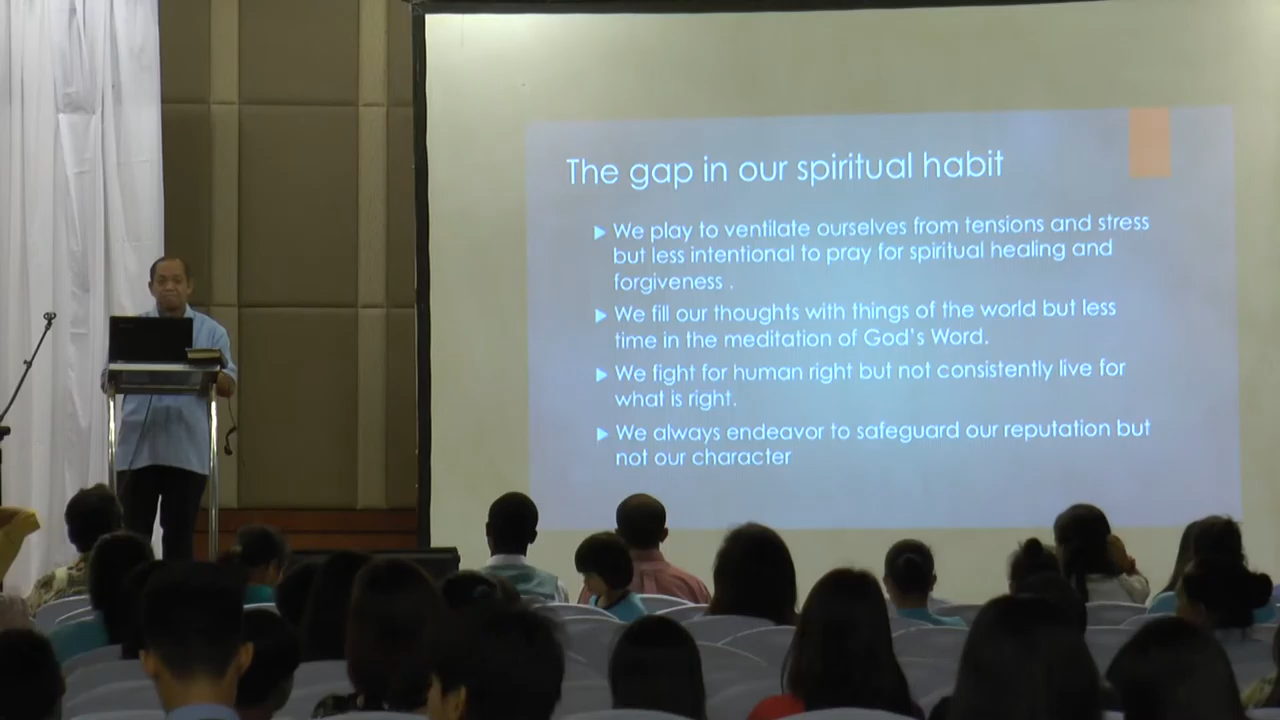 The gap in our spiritual habit
We play to ventilate ourselves from tensions and stress
but less intentional to pray for spiritual healing and
forgiveness .
We fill our thoughts with things of the world but less
time in the meditation of God's Word.
We fight for human right but not consistently live for
what is right.
We always endeavor to safeguard our reputation but
not our character